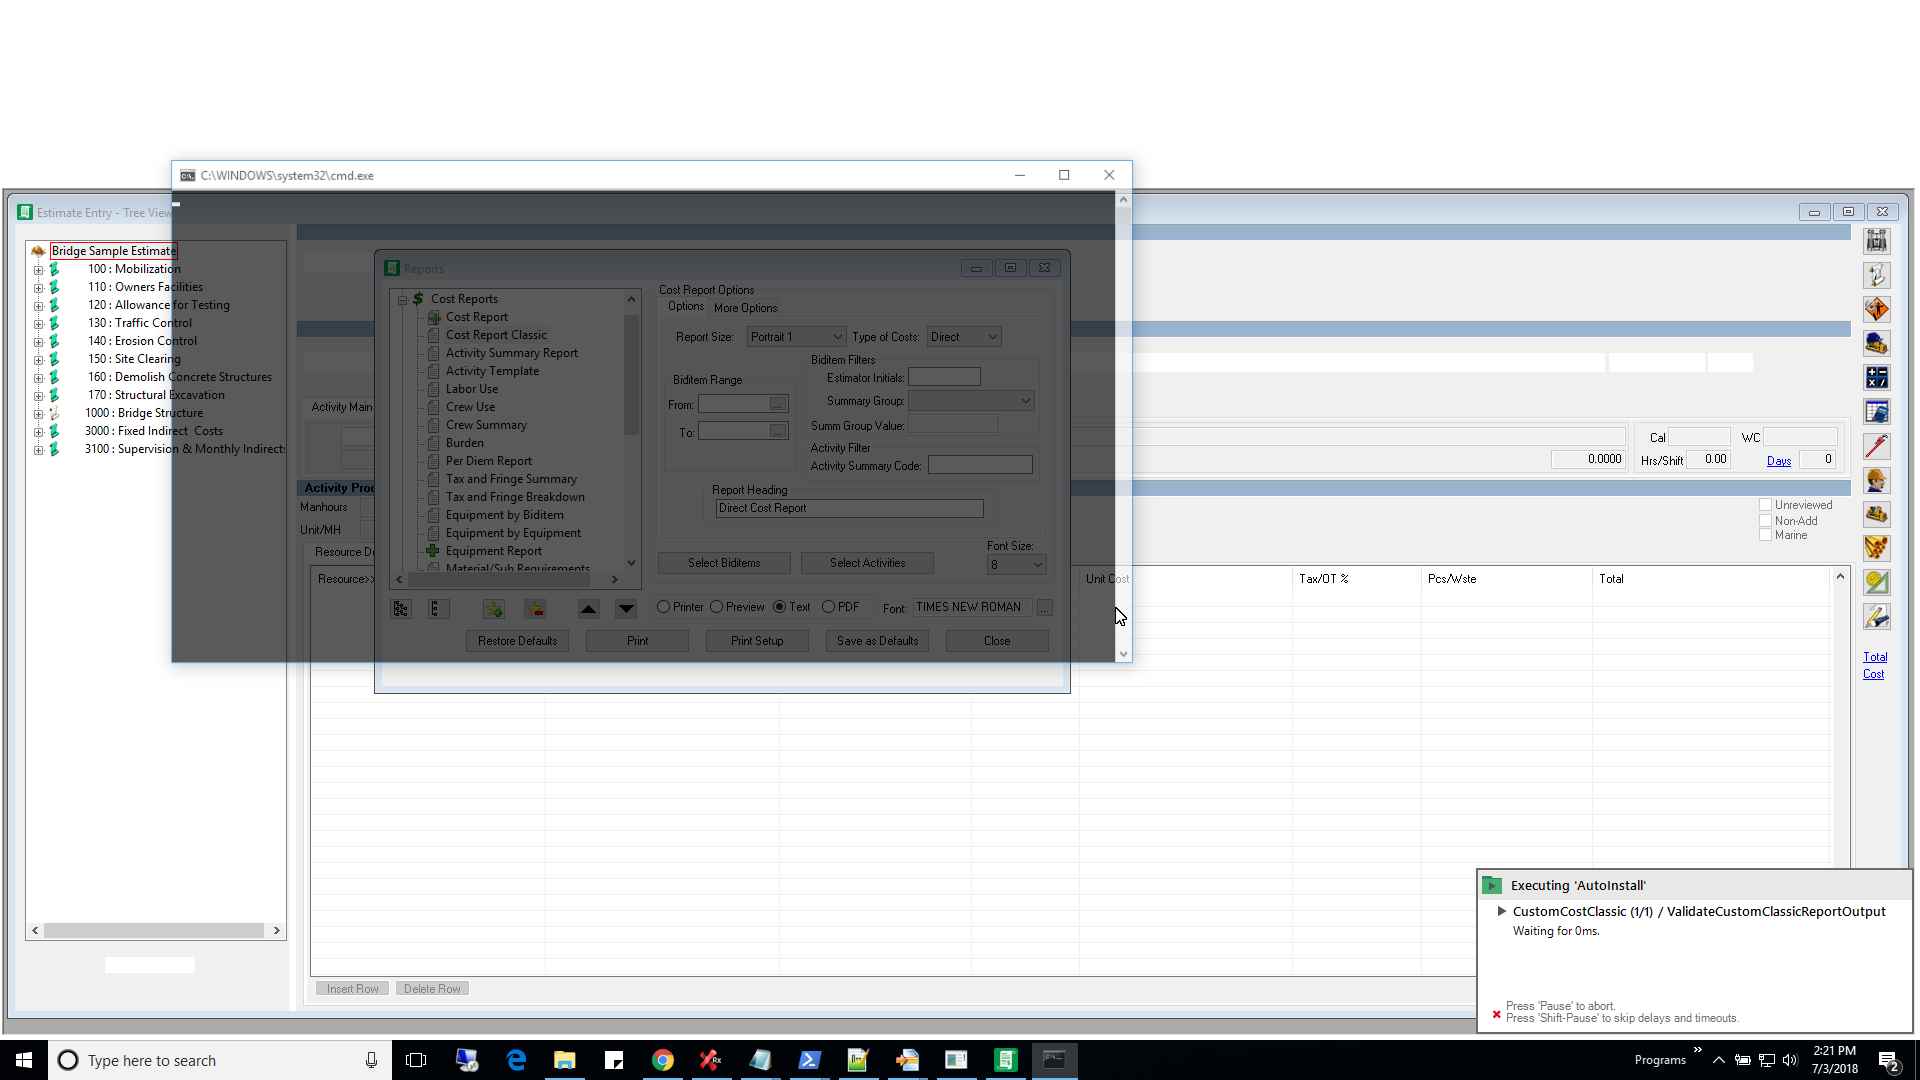 C:\WINDOWS\system32\cmd.exe
Estimate Entry - Tree View
Bridge Sample Estimate
100 : Mobilization
110 : Owners Facilities
120 : Allowance for Testing
130 : Traffic Control
140 : Erosion Control
150 : Site Clearing
160 : Demolish Concrete Structures
170 : Structural Excavation
1000 : Bridge Structure
3000 : Fixed Indirect Costs
3100 : Supervision & Monthly Indirects
Reports
Cost Reports
Cost Report
Cost Report Classic
Activity Summary Report
Activity Template
Labor Use
Crew Use
Crew Summary
Burden
Per Diem Report
Tax and Fringe Summary
Tax and Fringe Breakdown
Equipment by Biditem
Equipment by Equipment
Equipment Report
Material/Sub Requirements
Cost Report Options
Options More Options
Report Size: Portrait 1 Type of Costs: Direct
Biditem Filters
Biditem Range
Estimator Initials:
From: ...
Summary Group:
To: ...
Summ Group Value:
Activity Filter
Activity Summary Code:
Report Heading
Direct Cost Report
Select Biditems Select Activities
Font Size:
8
Printer Preview Text PDF Font: TIMES NEW ROMAN ...
Restore Defaults Print Print Setup Save as Defaults Close
Activity Main
Cal WC
0.0000 Hrs/Shift 0.00 Days 0
Activity Pro
Manhours
Unit/MH
Unreviewed
Non-Add
Marine
Resource D
Resource>> Unit Cost Tax/OT % Pcs/Wste Total
Total
Cost
Insert Row Delete Row
Executing 'AutoInstall'
CustomCostClassic (1/1) / ValidateCustomClassicReportOutput
Waiting for 0ms.
Press 'Pause' to abort.
Press 'Shift-Pause' to skip delays and timeouts.
Type here to search
Programs
2:21 PM
7/3/2018
2